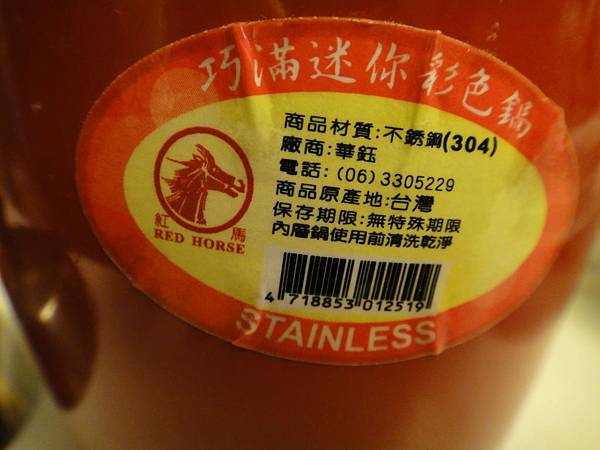 巧滿迷你彩色鍋
商品材質:不銹鋼(304)
廠商:華鈺
電話:(06)3305229
商品原產地:台灣
保存期限:無特殊期限
內層鍋使用前清洗乾淨
紅馬
RED HORSE
4 718853 012519
STAINLESS